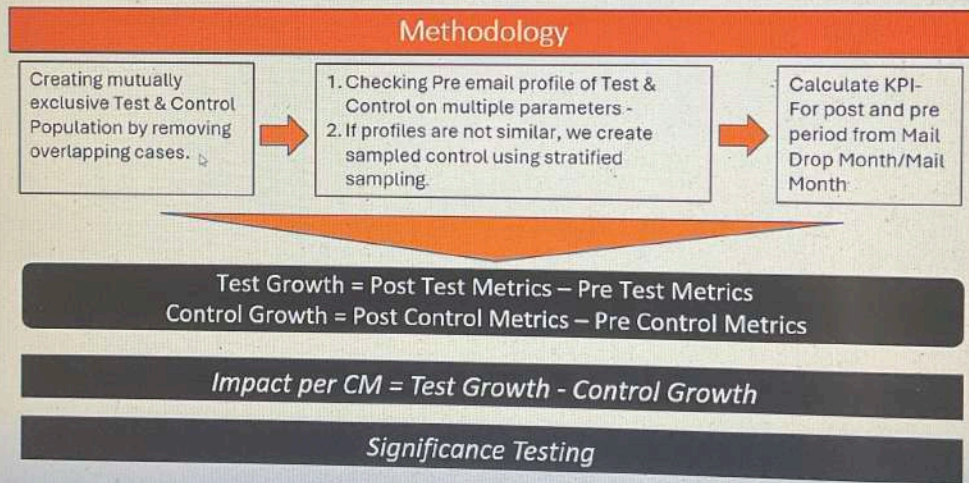 Methodology
Creating mutually
exclusive Test & Control
Population by removing
overlapping cases.
1. Checking Pre email profile of Test &
Control on multiple parameters -
2. If profiles are not similar, we create
sampled control using stratified
sampling.
Calculate KPI-
For post and pre
period from Mail
Drop Month/Mail
Month
Test Growth = Post Test Metrics – Pre Test Metrics
Control Growth = Post Control Metrics – Pre Control Metrics
Impact per CM = Test Growth - Control Growth
Significance Testing